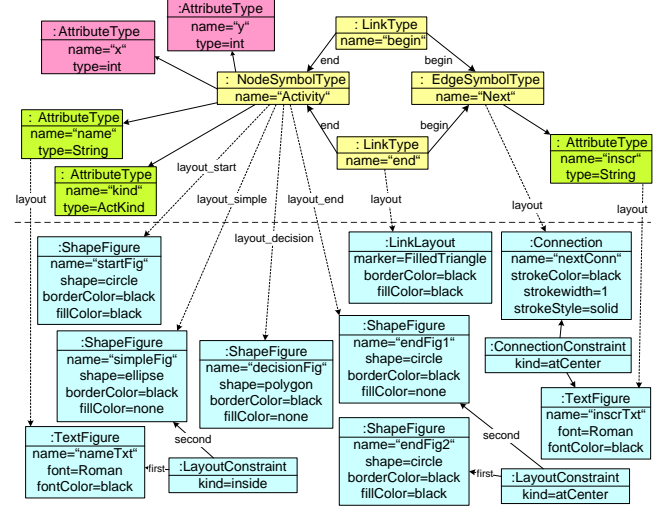 :AttributeType
name="y"
type=int
: AttributeType
name="x"
type=int
: LinkType
name="begin"
end
begin
: NodeSymbolType
name="Activity"
: EdgeSymbolType
name="Next"
: AttributeType
name="name"
type=String
end
begin
: LinkType
name="end"
: AttributeType
name="inscr"
type=String
: AttributeType
name="kind"
type=ActKind
layout_start
layout
layout_simple
layout_end
layout
layout
layout
layout_decision
:ShapeFigure
name="startFig"
shape=circle
borderColor=black
fillColor=black
:LinkLayout
marker=FilledTriangle
borderColor=black
fillColor=black
:Connection
name="nextConn"
strokeColor=black
strokewidth=1
strokeStyle=solid
:ShapeFigure
name="simpleFig"
shape=ellipse
borderColor=black
fillColor=none
:ShapeFigure
name="decisionFig"
shape=polygon
borderColor=black
fillColor=none
:ShapeFigure
name="endFig1"
shape=circle
borderColor=black
fillColor=none
:ConnectionConstraint
kind=atCenter
:TextFigure
name="inscrTxt"
font=Roman
fontColor=black
:TextFigure
name="nameTxt"
font=Roman
fontColor=black
second
first
:LayoutConstraint
kind=inside
:ShapeFigure
name="endFig2"
shape=circle
borderColor=black
fillColor=black
second
first
:LayoutConstraint
kind=atCenter